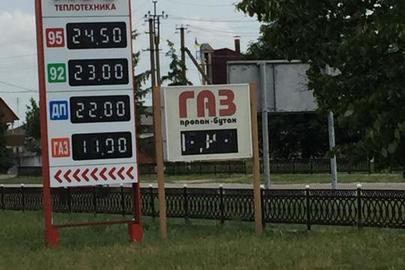 ТЕПЛОТЕХНИКА
95 24,50
92 23,00
ДП 22,00
ГАЗ 11,90
ГАЗ
пропан-бутан